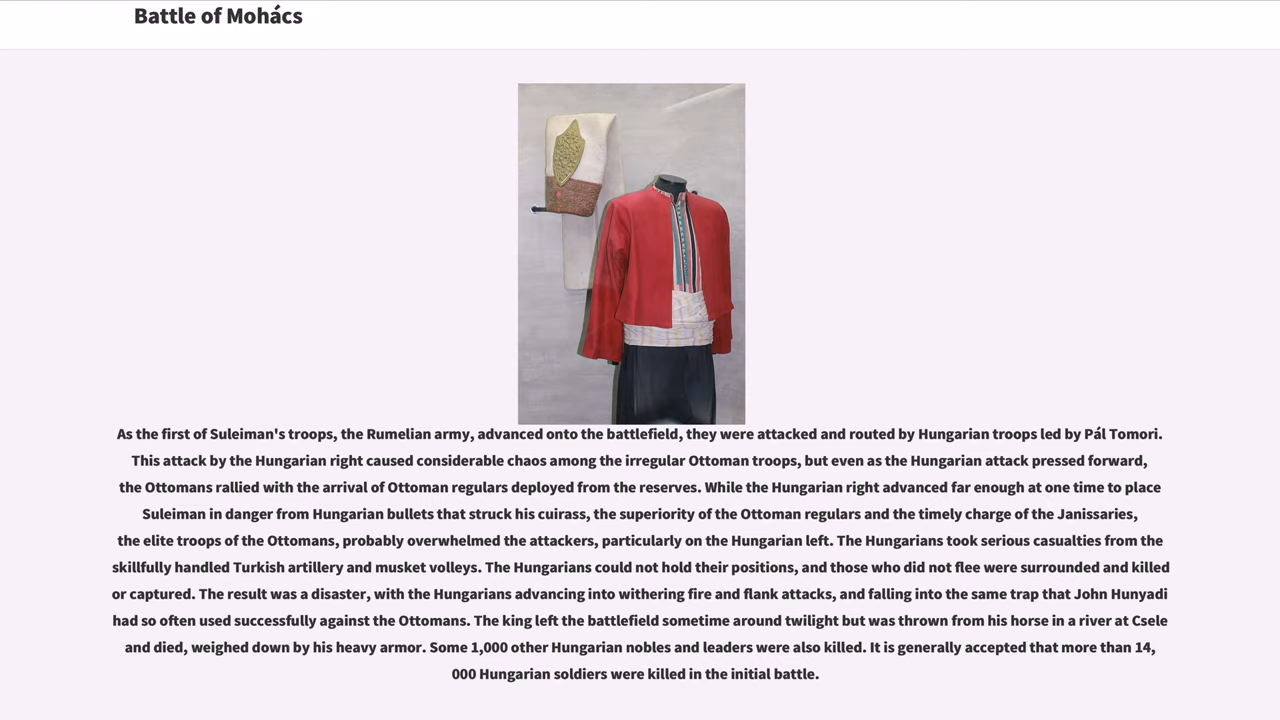 Battle of Mohács
As the first of Suleiman's troops, the Rumelian army, advanced onto the battlefield, they were attacked and routed by Hungarian troops led by Pál Tomori.
This attack by the Hungarian right caused considerable chaos among the irregular Ottoman troops, but even as the Hungarian attack pressed forward,
the Ottomans rallied with the arrival of Ottoman regulars deployed from the reserves. While the Hungarian right advanced far enough at one time to place
Suleiman in danger from Hungarian bullets that struck his cuirass, the superiority of the Ottoman regulars and the timely charge of the Janissaries,
the elite troops of the Ottomans, probably overwhelmed the attackers, particularly on the Hungarian left. The Hungarians took serious casualties from the
skillfully handled Turkish artillery and musket volleys. The Hungarians could not hold their positions, and those who did not flee were surrounded and killed
or captured. The result was a disaster, with the Hungarians advancing into withering fire and flank attacks, and falling into the same trap that John Hunyadi
had so often used successfully against the Ottomans. The king left the battlefield sometime around twilight but was thrown from his horse in a river at Csele
and died, weighed down by his heavy armor. Some 1,000 other Hungarian nobles and leaders were also killed. It is generally accepted that more than 14,
000 Hungarian soldiers were killed in the initial battle.